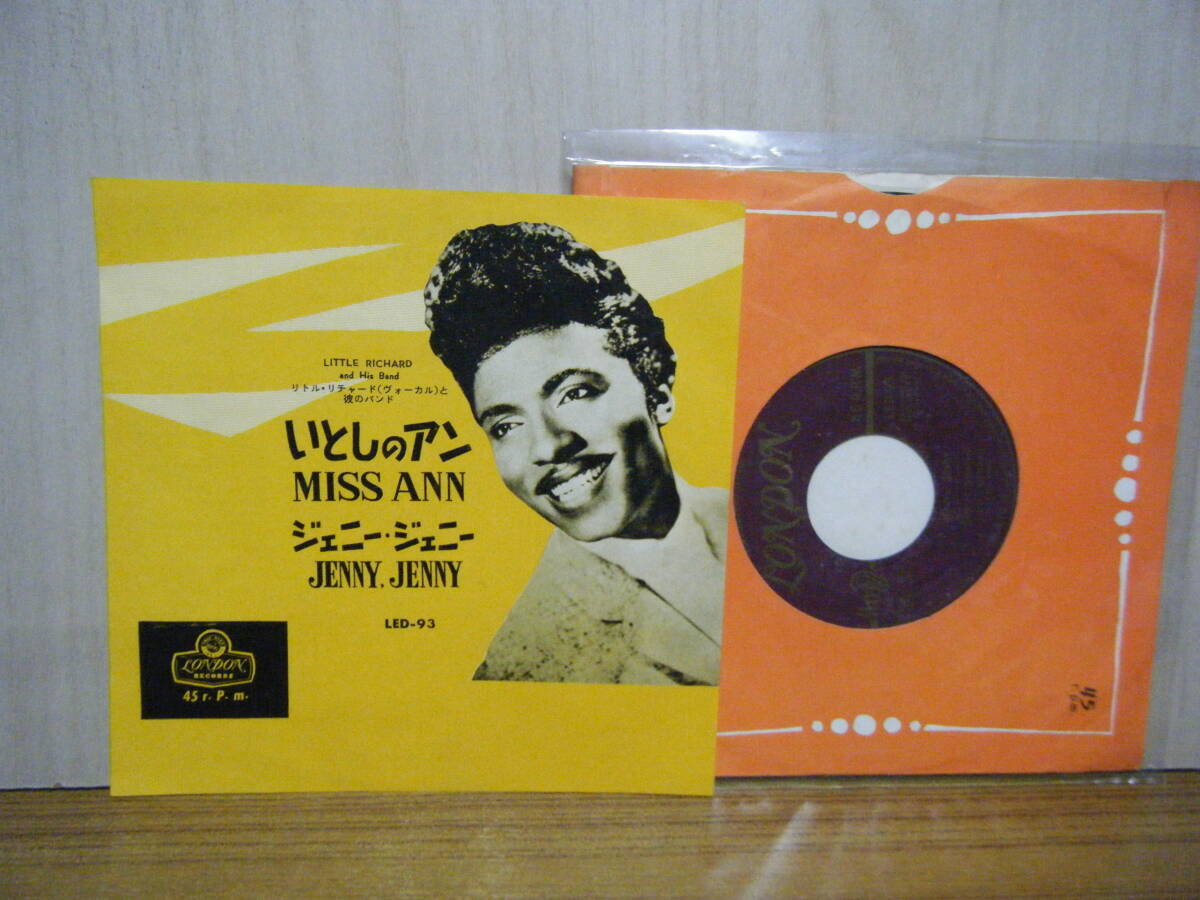 LITTLE RICHARD
and His Band
リトル・リチャード(ヴォーカル)と
彼のバンド
いとしのアン
MISS ANN
ジェニー・ジェニー
JENNY, JENNY
LED-93
LONDON
RECORDS
45 r. P. m.
LONDON
45
r.p.m.